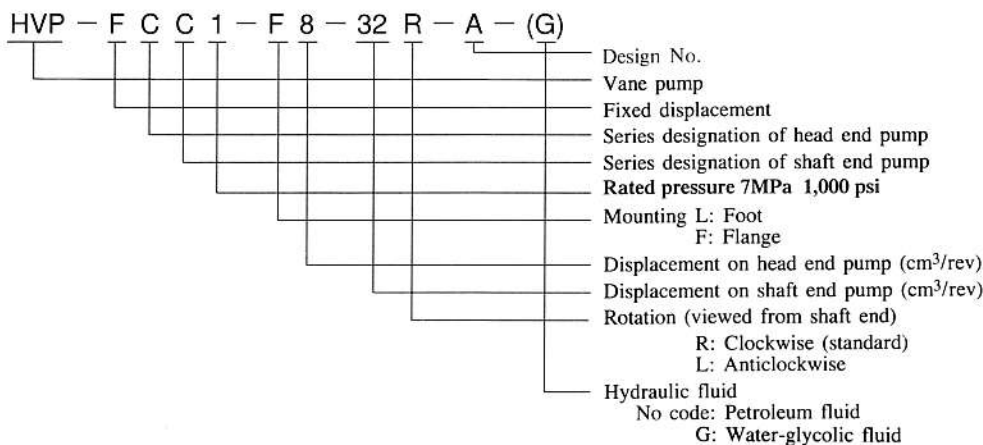 HVP – F C C 1 – F 8 – 32 R – A – (G)
Design No.
Vane pump
Fixed displacement
Series designation of head end pump
Series designation of shaft end pump
Rated pressure 7MPa 1,000 psi
Mounting L: Foot
F: Flange
Displacement on head end pump (cm³/rev)
Displacement on shaft end pump (cm³/rev)
Rotation (viewed from shaft end)
R: Clockwise (standard)
L: Anticlockwise
Hydraulic fluid
No code: Petroleum fluid
G: Water-glycolic fluid